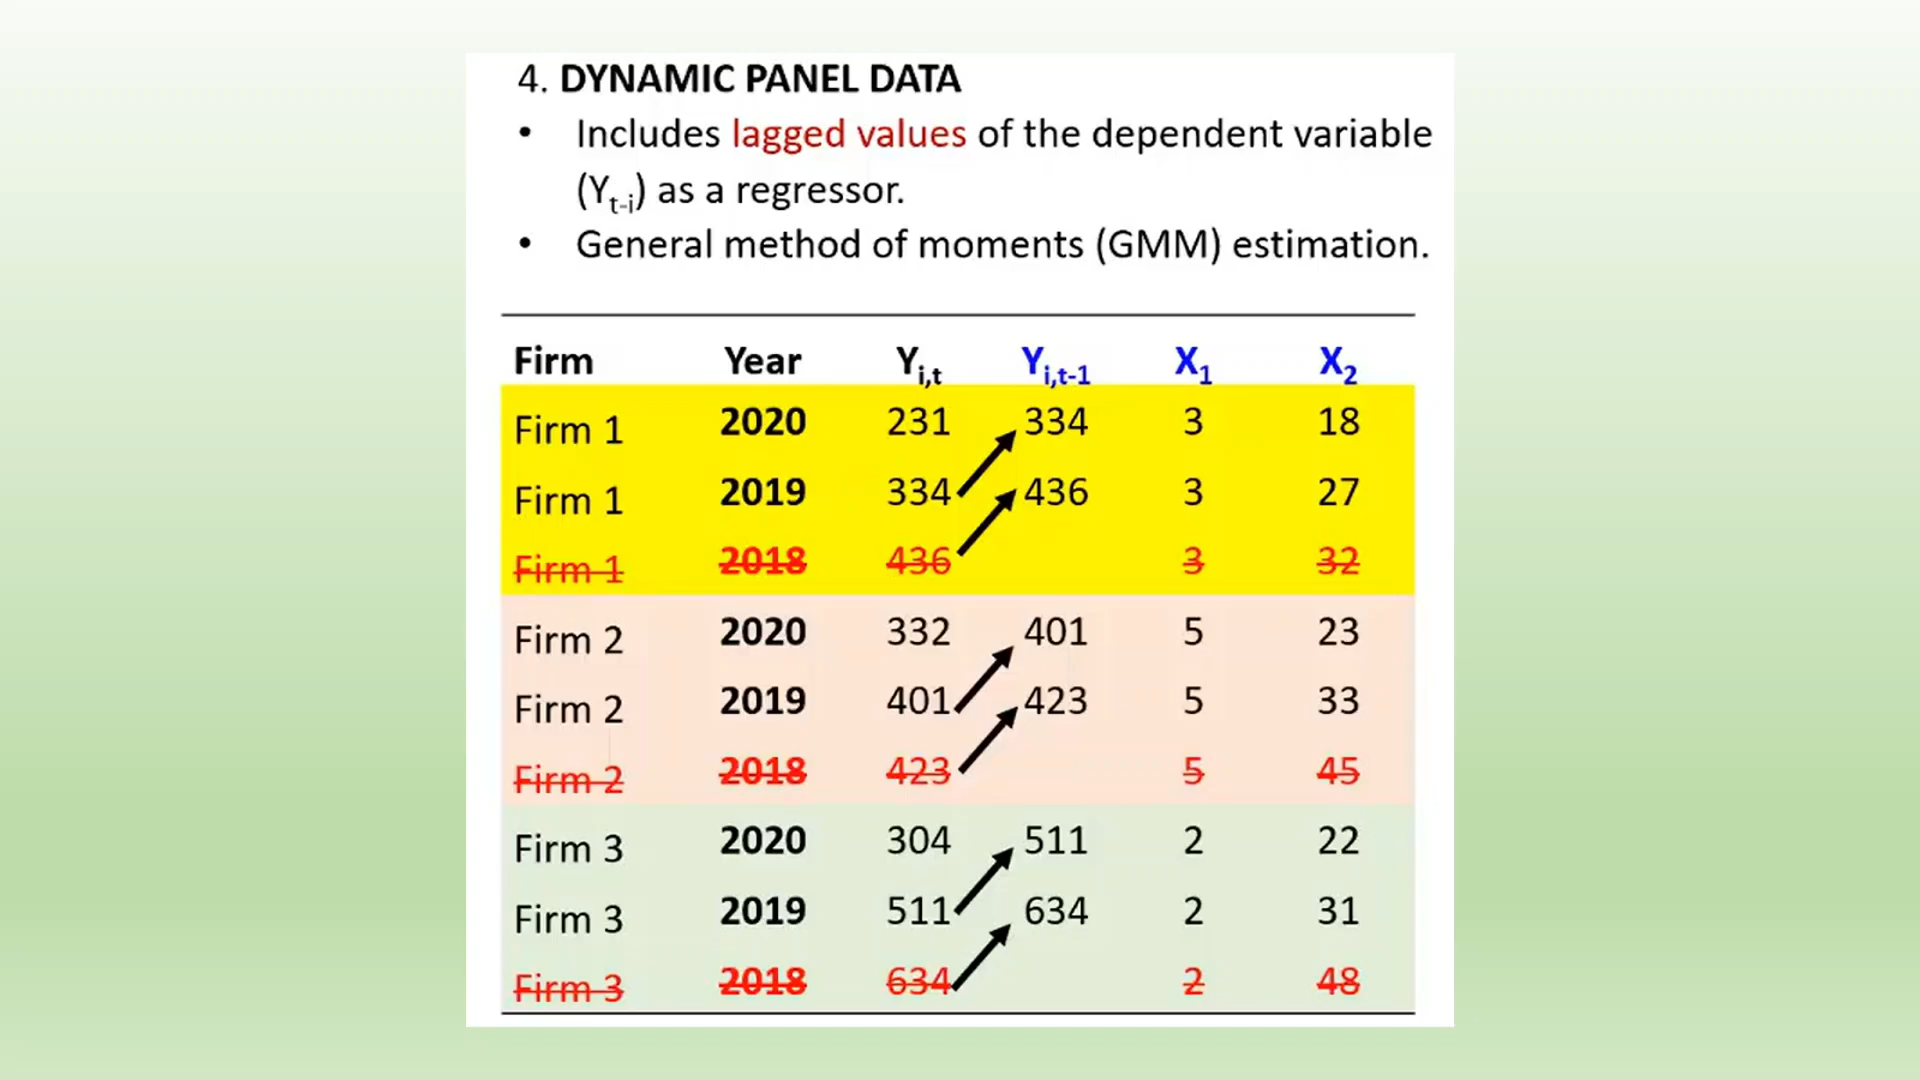 4. DYNAMIC PANEL DATA
• Includes lagged values of the dependent variable
(Yt-i) as a regressor.
• General method of moments (GMM) estimation.
Firm Year Yi,t Yi,t-1 X1 X2
Firm 1 2020 231 334 3 18
Firm 1 2019 334 436 3 27
Firm 1 2018 436 3 32
Firm 2 2020 332 401 5 23
Firm 2 2019 401 423 5 33
Firm 2 2018 423 5 45
Firm 3 2020 304 511 2 22
Firm 3 2019 511 634 2 31
Firm 3 2018 634 2 48